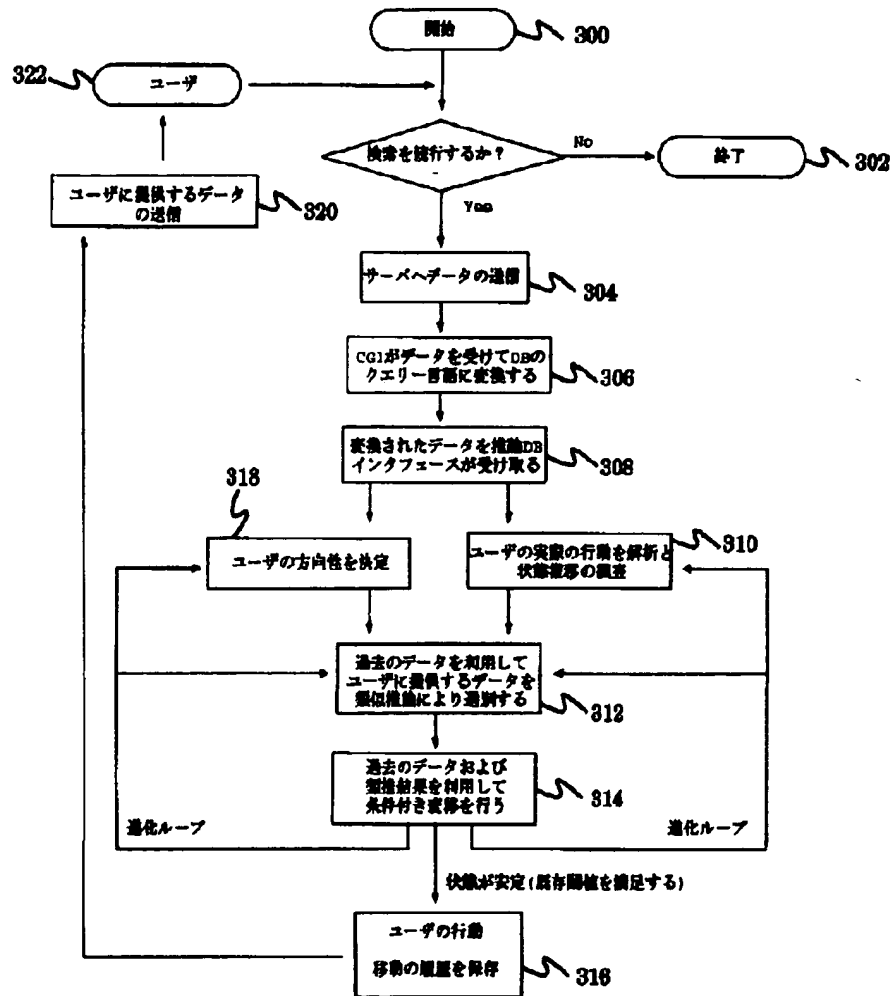 開始
300
322
ユーザ
検索を続行するか?
No
終了
302
ユーザに提供するデータ
の送信
320
Yes
サーバへデータの送信
304
CGIがデータを受けてDBの
クエリー言語に変換する
306
変換されたデータを推論DB
インタフェースが受け取る
308
318
ユーザの方向性を決定
ユーザの実際の行動を解析と
状態推移の調査
310
過去のデータを利用して
ユーザに提供するデータを
類似推論により選別する
312
過去のデータおよび
類推結果を利用して
条件付き変移を行う
314
進化ループ
進化ループ
状態が安定(既存閾値を満足する)
ユーザの行動
移動の履歴を保存
316